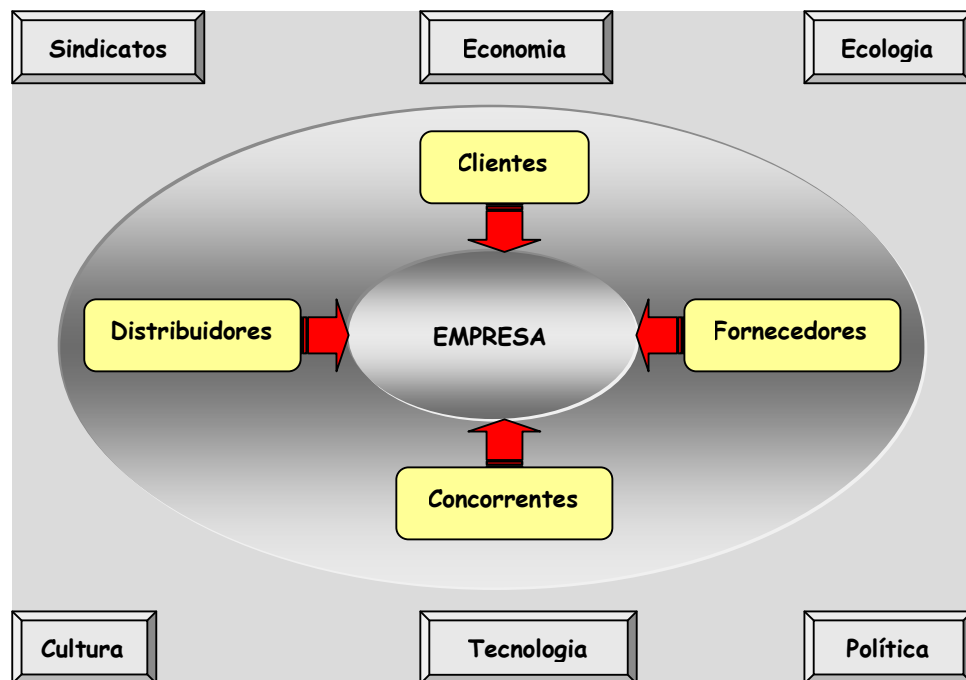 Sindicatos
Economia
Ecologia
Clientes
Distribuidores
EMPRESA
Fornecedores
Concorrentes
Cultura
Tecnologia
Política